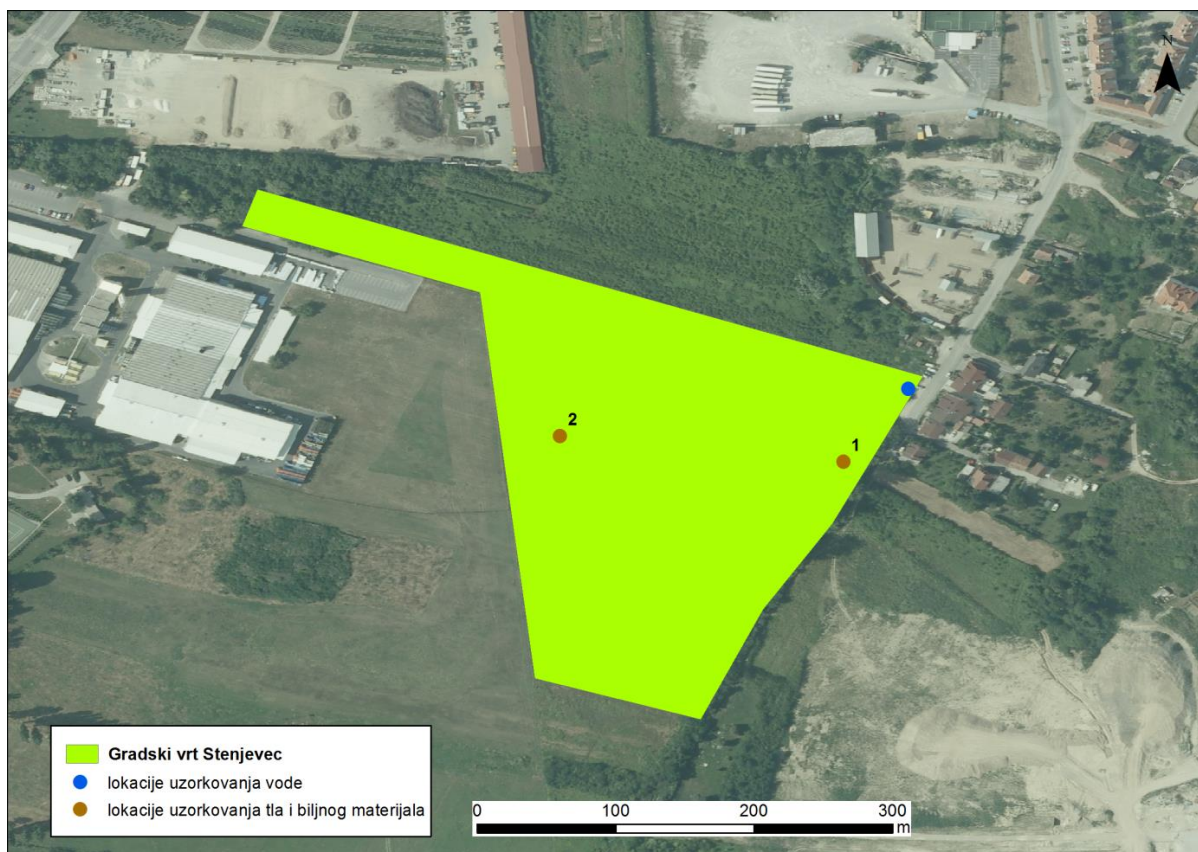 N
2
1
Gradski vrt Stenjevec
lokacije uzorkovanja vode
lokacije uzorkovanja tla i biljnog materijala
0 100 200 300
m